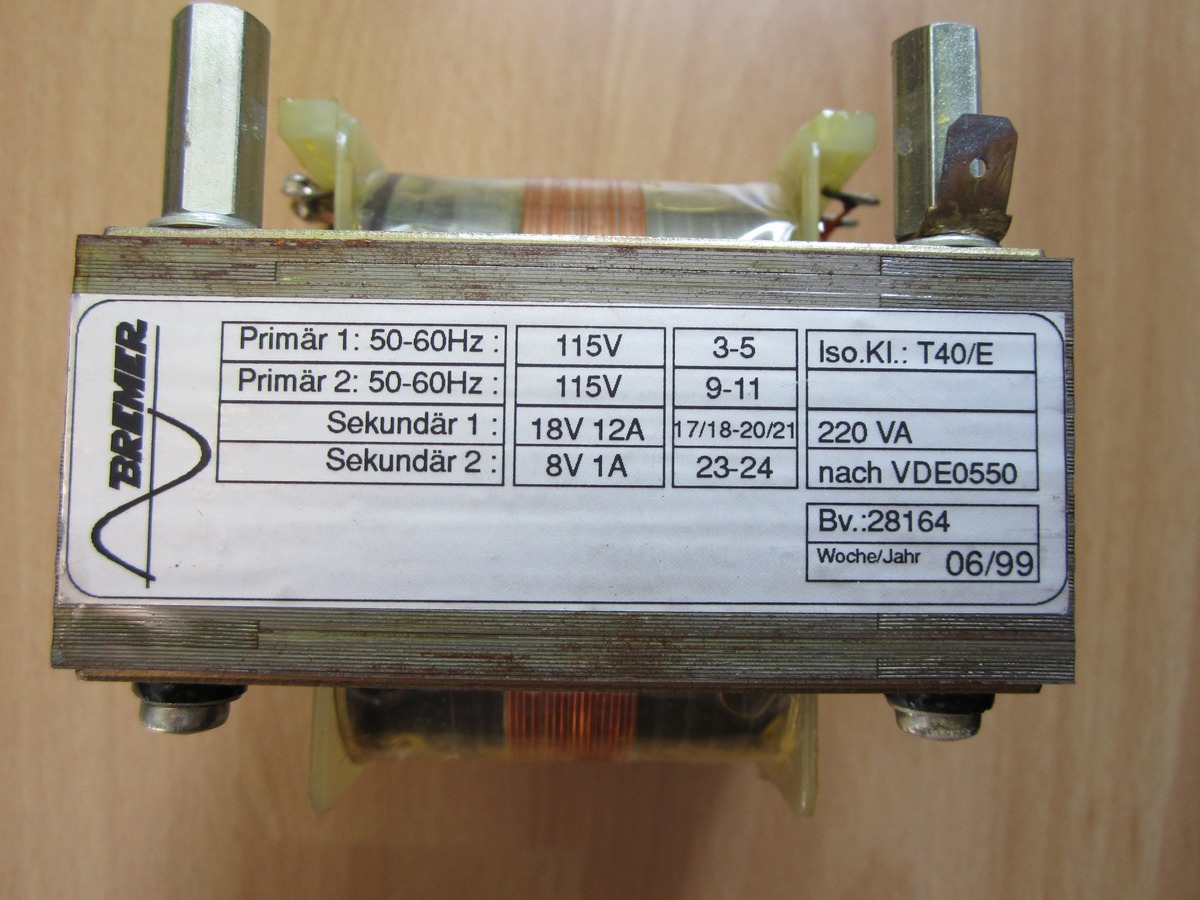 BREMER
Primär 1: 50-60Hz : 115V 3-5 Iso.Kl.: T40/E
Primär 2: 50-60Hz : 115V 9-11
Sekundär 1 : 18V 12A 17/18-20/21 220 VA
Sekundär 2 : 8V 1A 23-24 nach VDE0550
Bv.:28164
Woche/Jahr 06/99